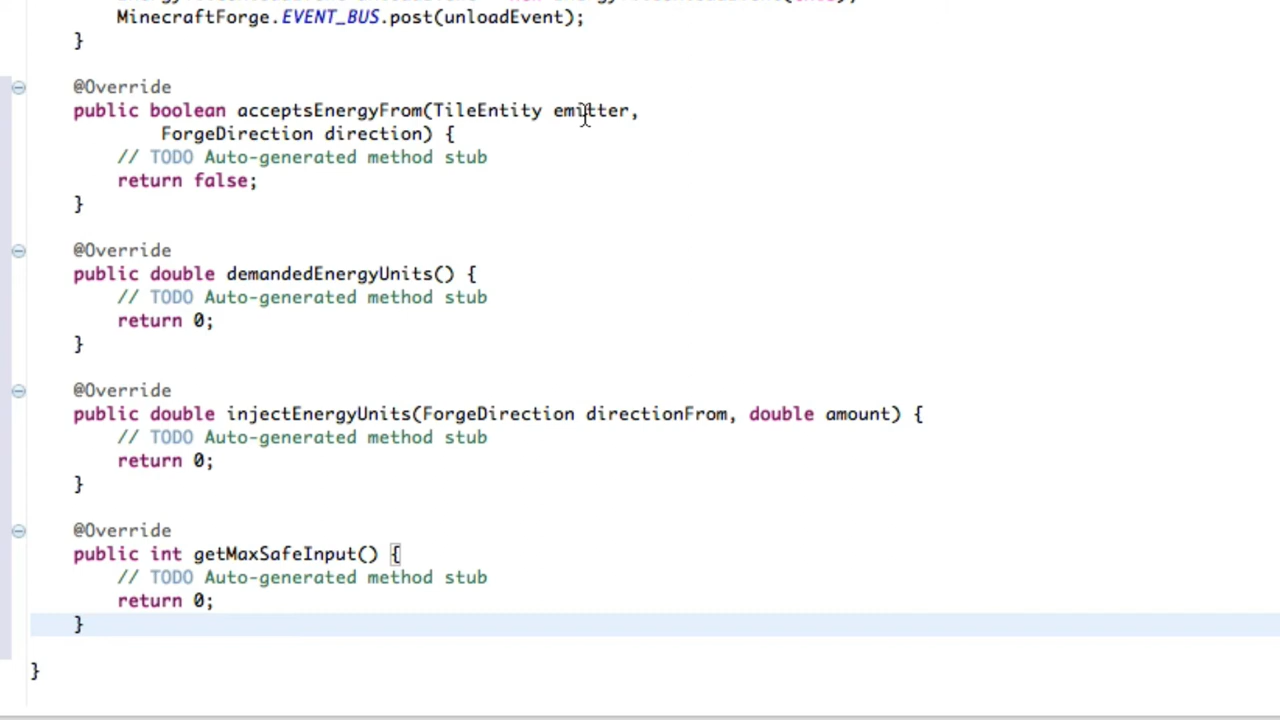 MinecraftForge.EVENT_BUS.post(unloadEvent);
}
@Override
public boolean acceptsEnergyFrom(TileEntity emitter,
ForgeDirection direction) {
// TODO Auto-generated method stub
return false;
}
@Override
public double demandedEnergyUnits() {
// TODO Auto-generated method stub
return 0;
}
@Override
public double injectEnergyUnits(ForgeDirection directionFrom, double amount) {
// TODO Auto-generated method stub
return 0;
}
@Override
public int getMaxSafeInput() {
// TODO Auto-generated method stub
return 0;
}
}